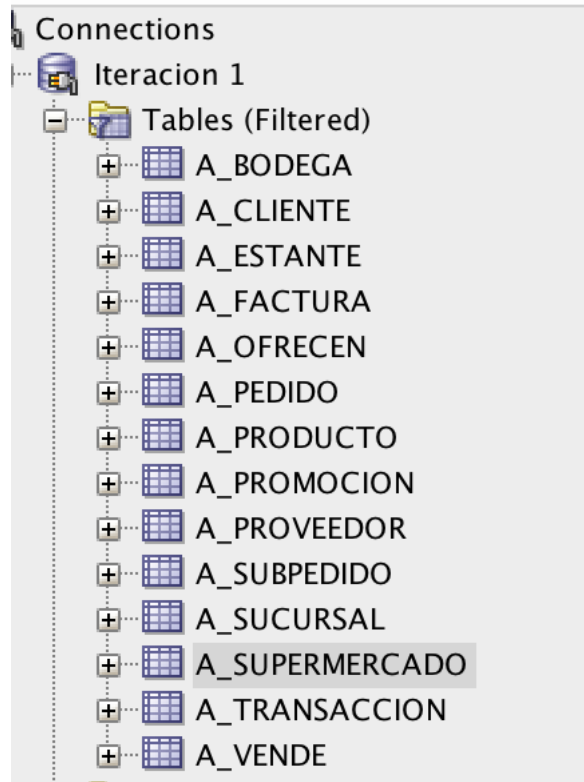 Connections
Iteracion 1
Tables (Filtered)
A_BODEGA
A_CLIENTE
A_ESTANTE
A_FACTURA
A_OFRECEN
A_PEDIDO
A_PRODUCTO
A_PROMOCION
A_PROVEEDOR
A_SUBPEDIDO
A_SUCURSAL
A_SUPERMERCADO
A_TRANSACCION
A_VENDE